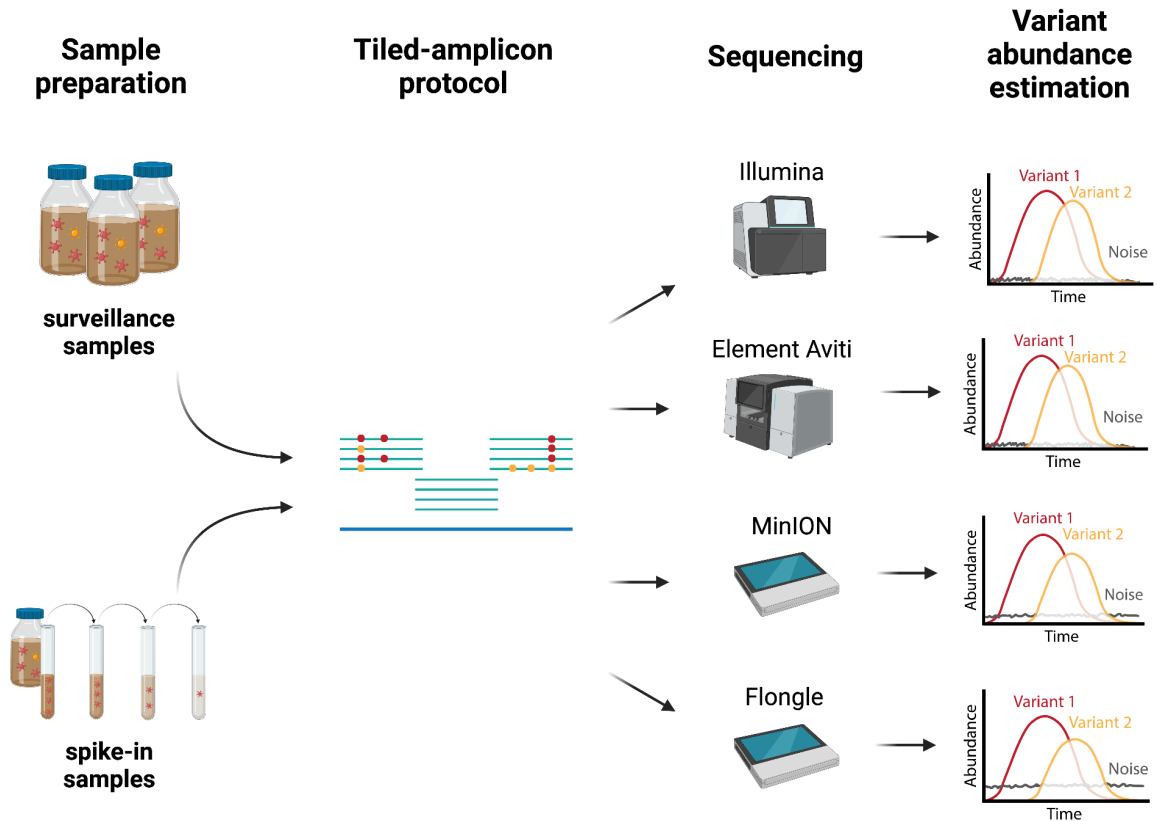 Sample
preparation
Tiled-amplicon
protocol
Sequencing
Variant
abundance
estimation
surveillance
samples
spike-in
samples
Illumina
Abundance
Variant 1
Variant 2
Noise
Time
Element Aviti
Abundance
Variant 1
Variant 2
Noise
Time
MinION
Abundance
Variant 1
Variant 2
Noise
Time
Flongle
Abundance
Variant 1
Variant 2
Noise
Time